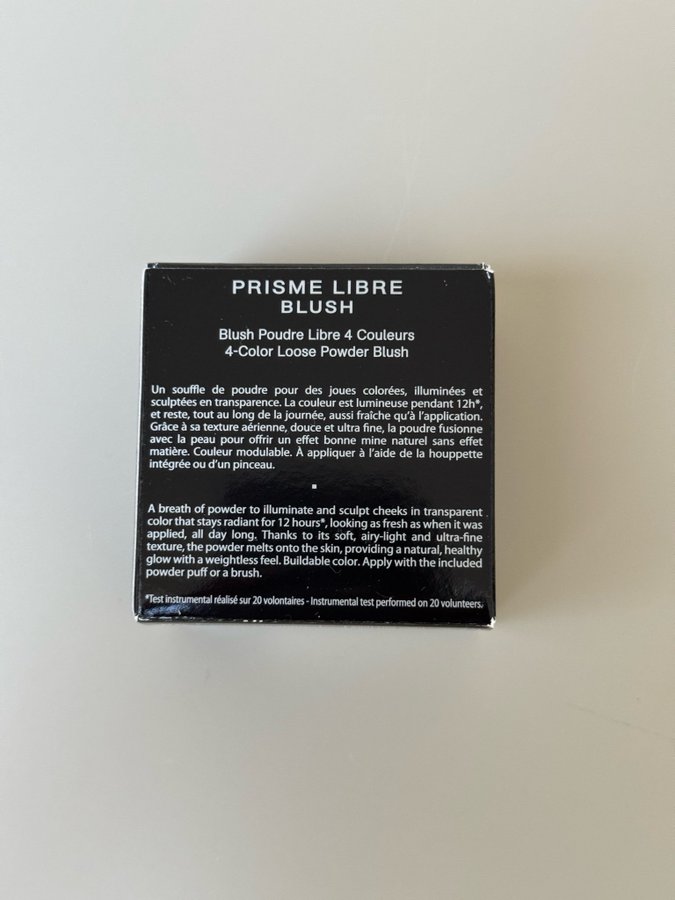 PRISME LIBRE
BLUSH
Blush Poudre Libre 4 Couleurs
4-Color Loose Powder Blush
Un souffle de poudre pour des joues colorées, illuminées et
sculptées en transparence. La couleur est lumineuse pendant 12h*,
et reste, tout au long de la journée, aussi fraîche qu'à l'application.
Grâce à sa texture aérienne, douce et ultra fine, la poudre fusionne
avec la peau pour offrir un effet bonne mine naturel sans effet
matière. Couleur modulable. À appliquer à l'aide de la houppette
intégrée ou d'un pinceau.
A breath of powder to illuminate and sculpt cheeks in transparent
color that stays radiant for 12 hours*, looking as fresh as when it was
applied, all day long. Thanks to its soft, airy-light and ultra-fine
texture, the powder melts onto the skin, providing a natural, healthy
glow with a weightless feel. Buildable color. Apply with the included
powder puff or a brush.
*Test instrumental réalisé sur 20 volontaires - Instrumental test performed on 20 volunteers.